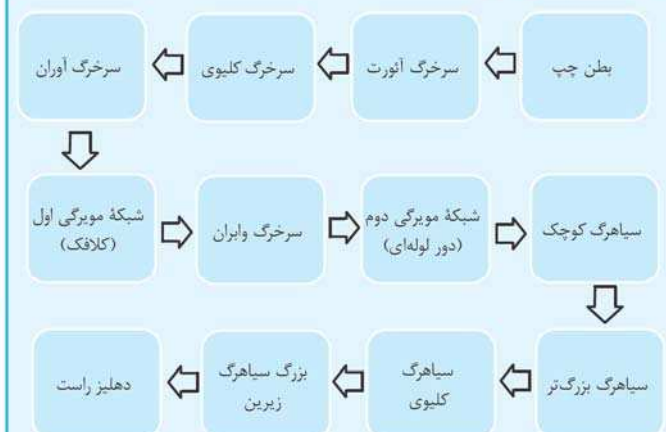 بطن چپ
سرخرگ آئورت
سرخرگ کلیوی
سرخرگ آوران
شبکهٔ مویرگی اول
(کلافک)
سرخرگ وابران
شبکهٔ مویرگی دوم
(دور لوله‌ای)
سیاهرگ کوچک
سیاهرگ بزرگ‌تر
سیاهرگ
کلیوی
بزرگ سیاهرگ
زیرین
دهلیز راست